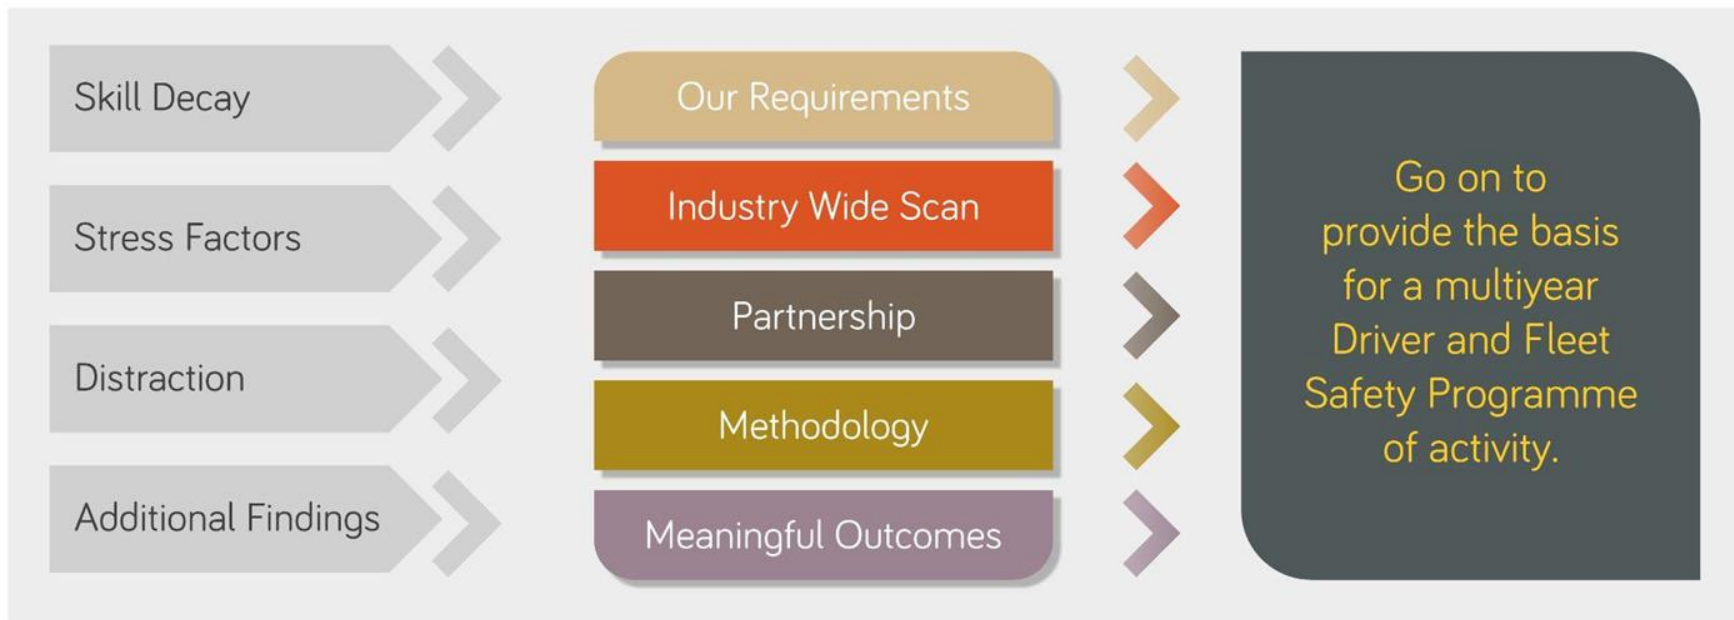 Skill Decay
Stress Factors
Distraction
Additional Findings
Our Requirements
Industry Wide Scan
Partnership
Methodology
Meaningful Outcomes
Go on to
provide the basis
for a multiyear
Driver and Fleet
Safety Programme
of activity.